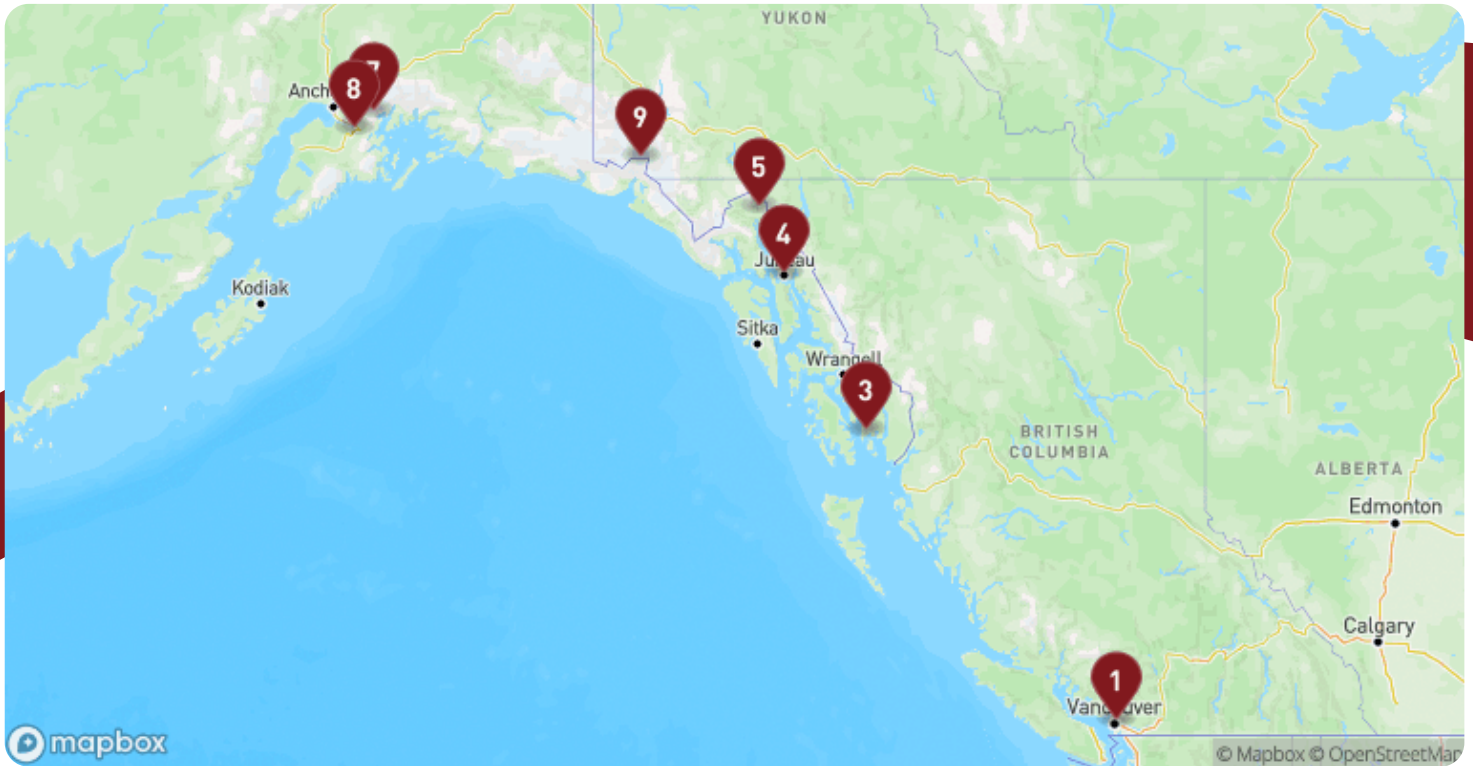 YUKON
7
8
Anch
9
5
4
Juneau
Kodiak
Sitka
Wrangell
3
BRITISH
COLUMBIA
ALBERTA
Edmonton
Calgary
1
Vancouver
mapbox
© Mapbox © OpenStreetMap